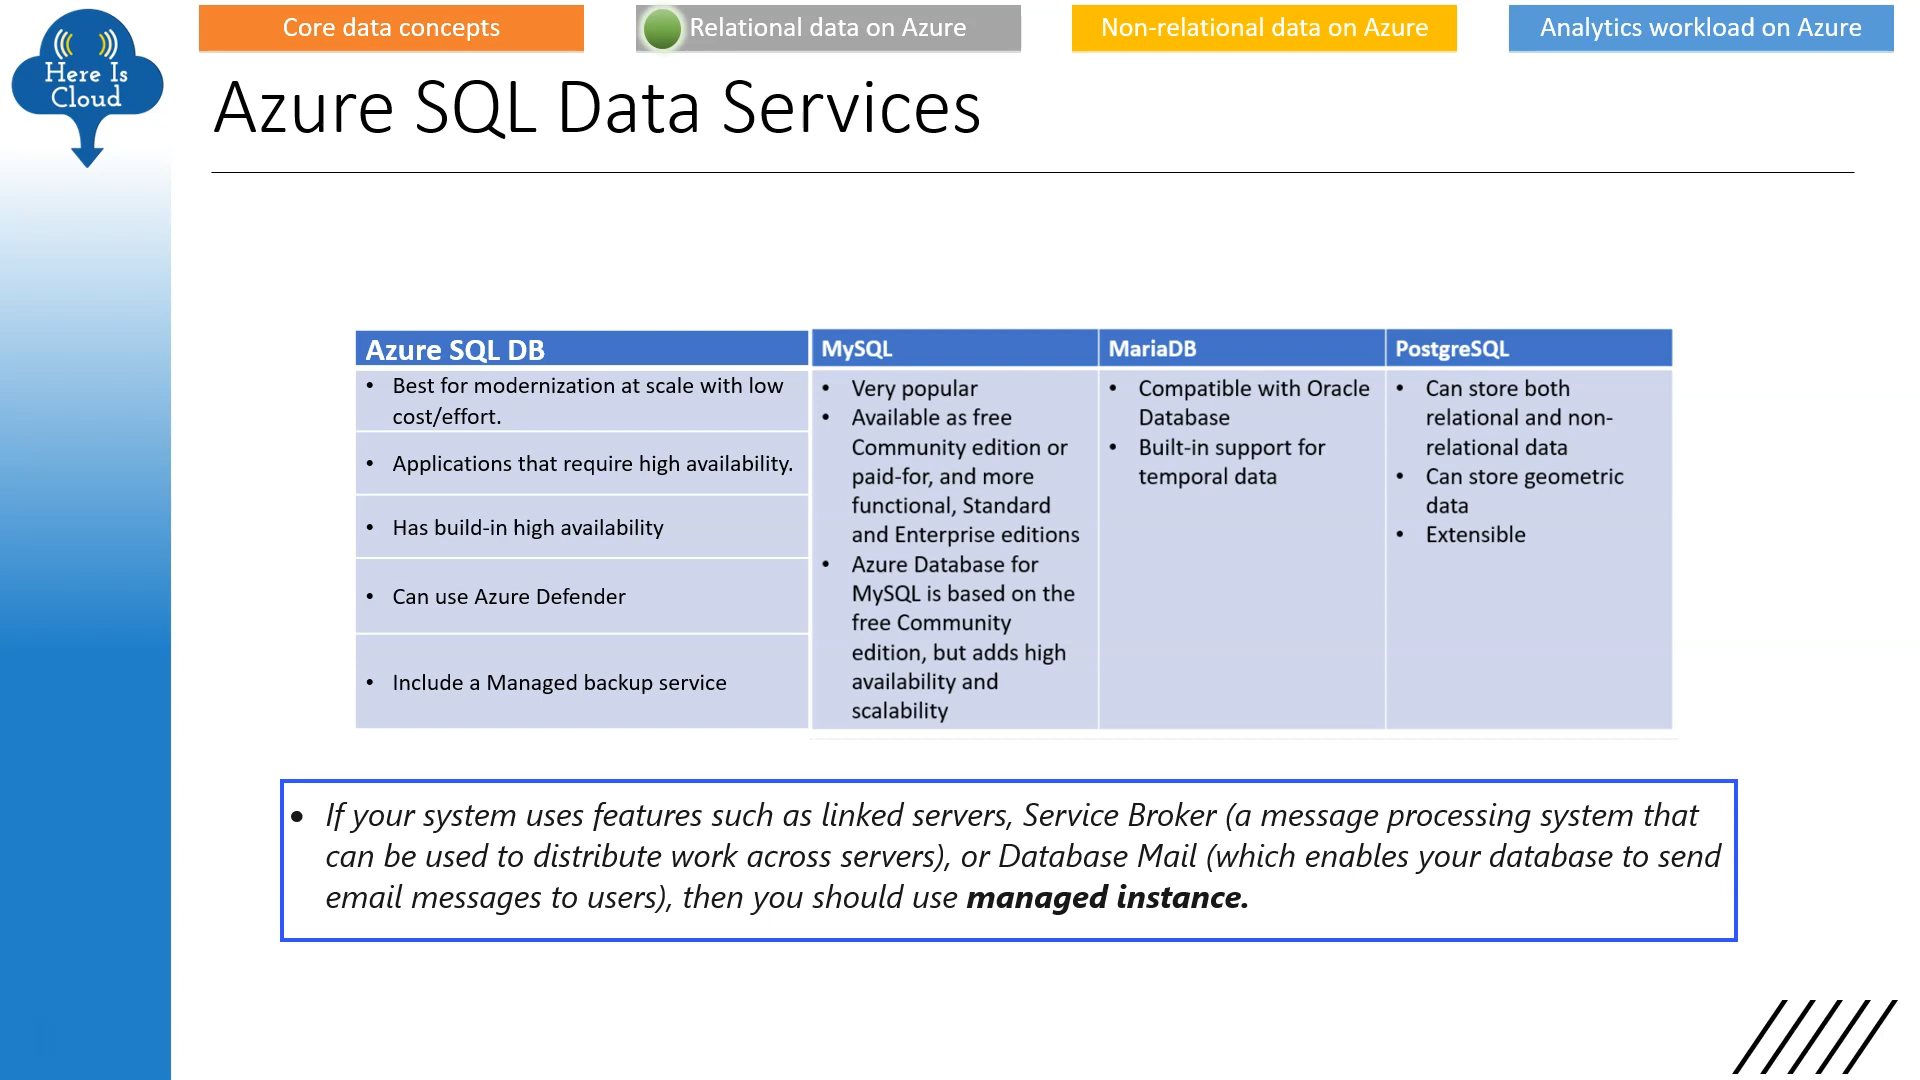 Here Is
Cloud
Core data concepts
Relational data on Azure
Non-relational data on Azure
Analytics workload on Azure
Azure SQL Data Services
Azure SQL DB
• Best for modernization at scale with low
cost/effort.
• Applications that require high availability.
• Has build-in high availability
• Can use Azure Defender
• Include a Managed backup service
MySQL
• Very popular
• Available as free
Community edition or
paid-for, and more
functional, Standard
and Enterprise editions
• Azure Database for
MySQL is based on the
free Community
edition, but adds high
availability and
scalability
MariaDB
• Compatible with Oracle
Database
• Built-in support for
temporal data
PostgreSQL
• Can store both
relational and non-
relational data
• Can store geometric
data
• Extensible
• If your system uses features such as linked servers, Service Broker (a message processing system that
can be used to distribute work across servers), or Database Mail (which enables your database to send
email messages to users), then you should use managed instance.